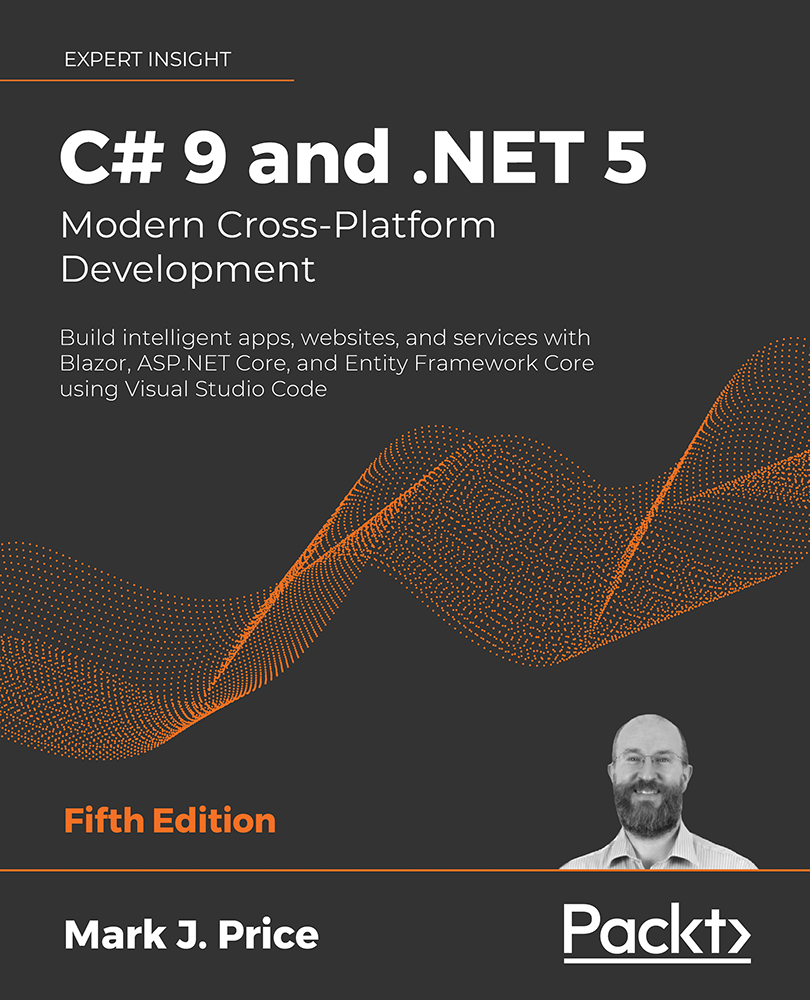 EXPERT INSIGHT
C# 9 and .NET 5
Modern Cross-Platform
Development
Build intelligent apps, websites, and services with
Blazor, ASP.NET Core, and Entity Framework Core
using Visual Studio Code
Fifth Edition
Mark J. Price
Packt